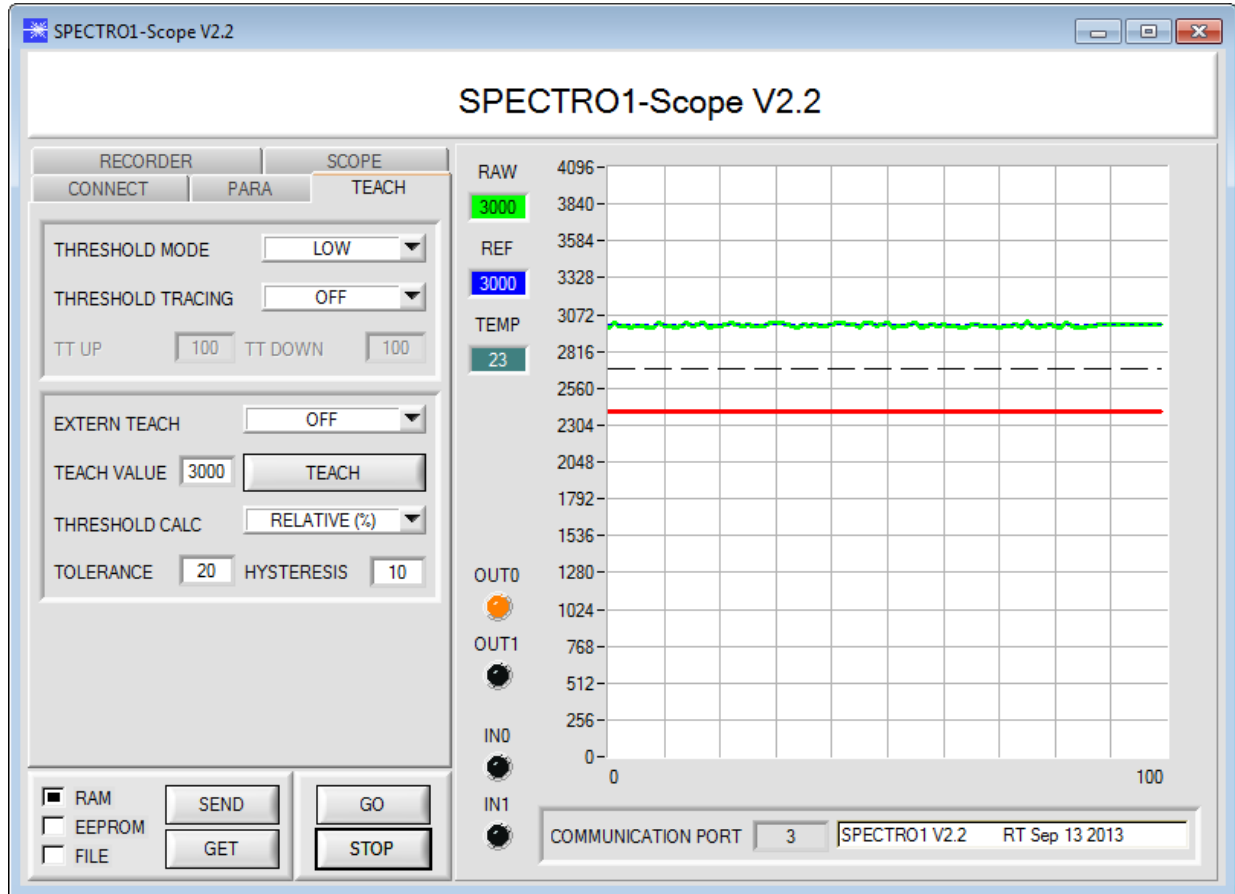 SPECTRO1-Scope V2.2
SPECTRO1-Scope V2.2
RECORDER SCOPE
CONNECT PARA TEACH
THRESHOLD MODE LOW
THRESHOLD TRACING OFF
TT UP 100 TT DOWN 100
EXTERN TEACH OFF
TEACH VALUE 3000 TEACH
THRESHOLD CALC RELATIVE (%)
TOLERANCE 20 HYSTERESIS 10
RAM
EEPROM
FILE
SEND
GET
GO
STOP
RAW
3000
REF
3000
TEMP
23
OUT0
OUT1
IN0
IN1
4096
3840
3584
3328
3072
2816
2560
2304
2048
1792
1536
1280
1024
768
512
256
0
0 100
COMMUNICATION PORT 3 SPECTRO1 V2.2 RT Sep 13 2013